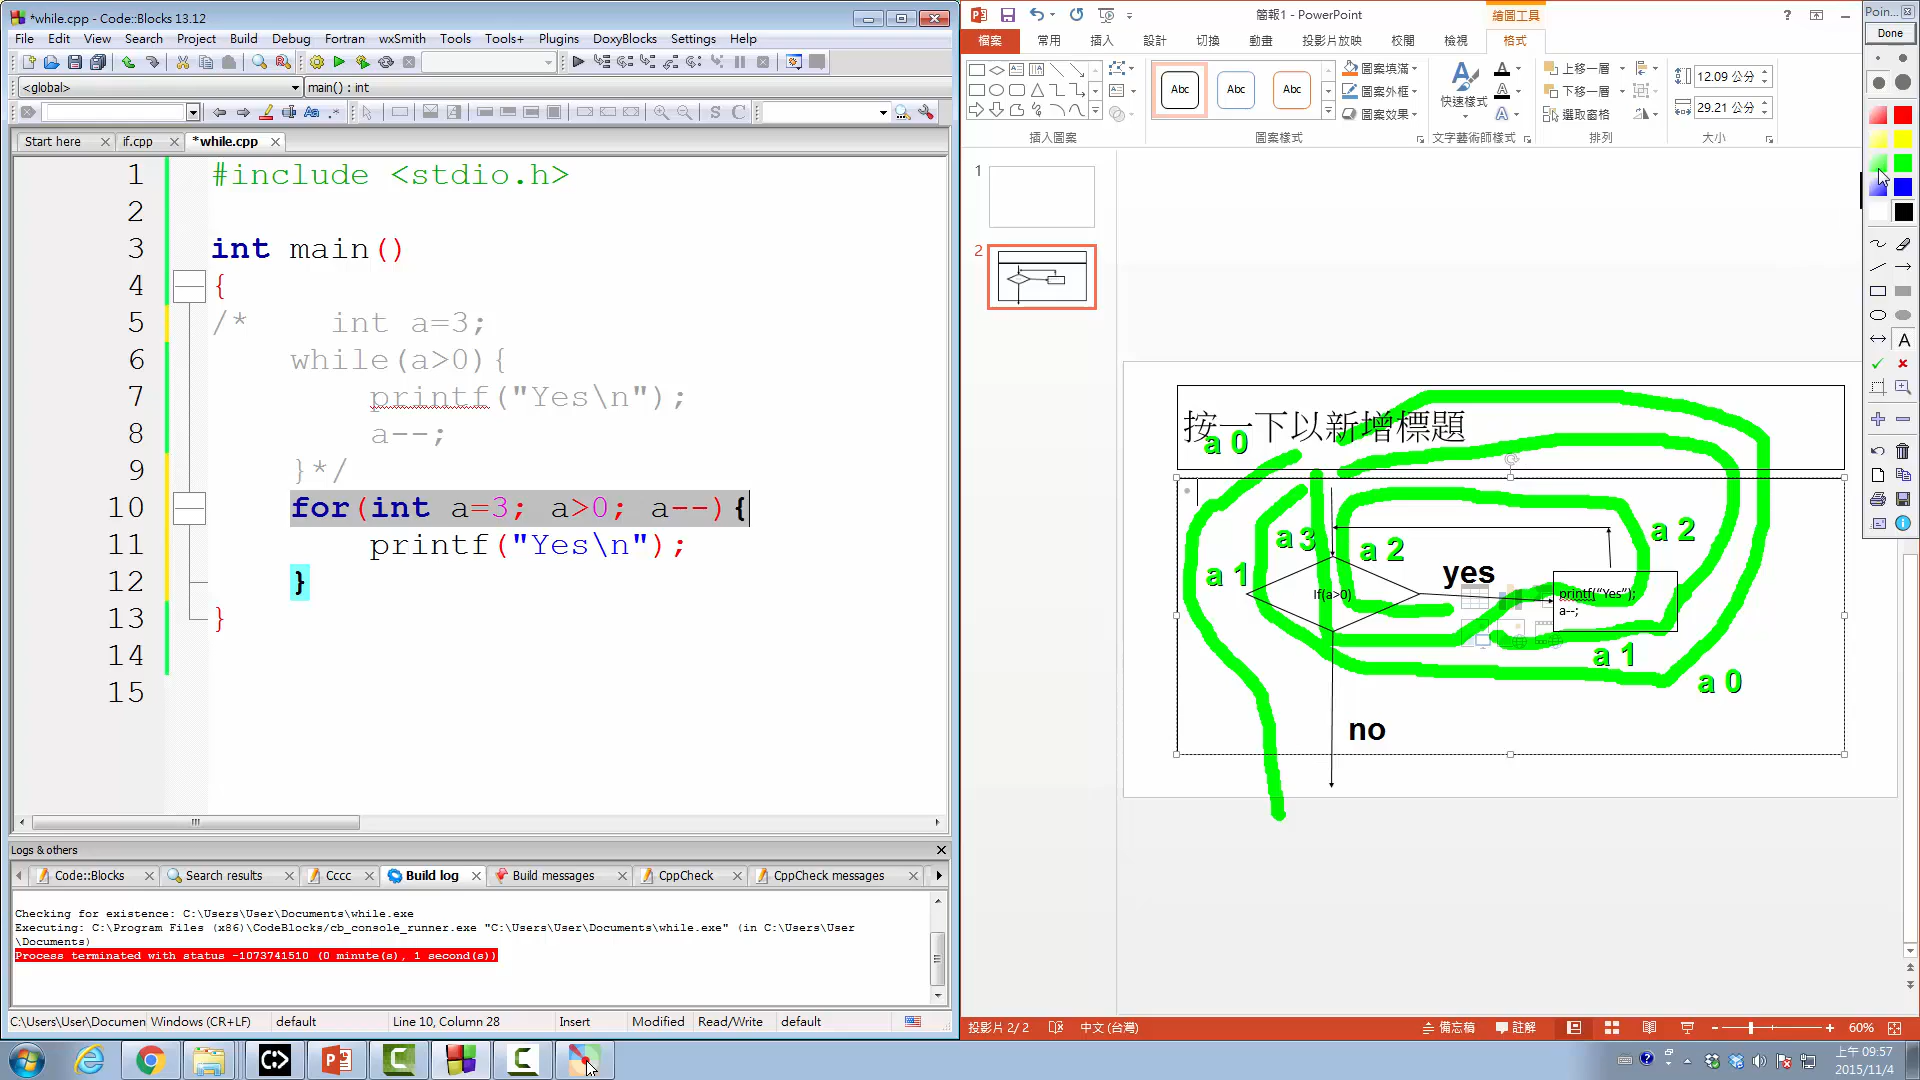 *while.cpp - Code::Blocks 13.12
File Edit View Search Project Build Debug Fortran wxSmith Tools Tools+ Plugins DoxyBlocks Settings Help
<global>
main() : int
Start here
if.cpp
*while.cpp
1 #include <stdio.h>
2
3 int main()
4 {
5 /* int a=3;
6 while(a>0){
7 printf("Yes\n");
8 a--;
9 }*/
10 for(int a=3; a>0; a--){
11 printf("Yes\n");
12 }
13 }
14
15
Logs & others
Code::Blocks
Search results
Cccc
Build log
Build messages
CppCheck
CppCheck messages
Checking for existence: C:\Users\User\Documents\while.exe
Executing: C:\Program Files (x86)\CodeBlocks/cb_console_runner.exe "C:\Users\User\Documents\while.exe" (in C:\Users\User
\Documents)
Process terminated with status -1073741510 (0 minute(s), 1 second(s))
C:\Users\User\Documen Windows (CR+LF) default Line 10, Column 28 Insert Modified Read/Write default
簡報1 - PowerPoint
繪圖工具
檔案 常用 插入 設計 切換 動畫 投影片放映 校閱 檢視 格式
Abc Abc Abc
圖案填滿
圖案外框
圖案效果
快速樣式
上移一層
下移一層
選取窗格
12.09 公分
29.21 公分
插入圖案
圖案樣式
文字藝術師樣式
排列
大小
1
2
按一下以新增標題
a 0
a 3
a 2
a 2
a 1
yes
If(a>0)
printf("Yes");
a--;
a 1
a 0
no
投影片 2/ 2
中文 (台灣)
備忘稿
註解
60%
Poin...
Done
上午 09:57
2015/11/4